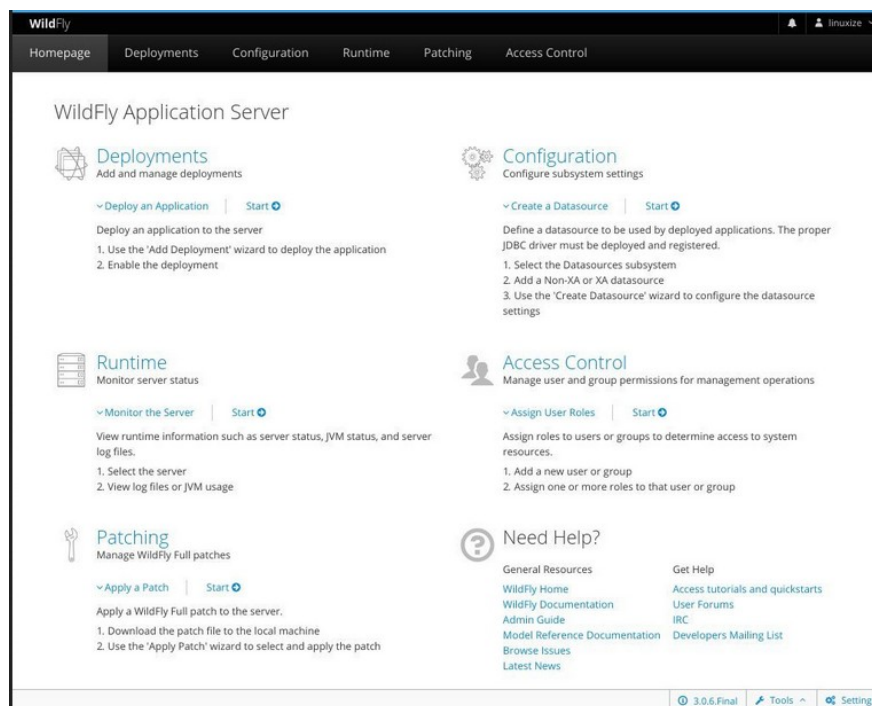 WildFly
linuxize
Homepage Deployments Configuration Runtime Patching Access Control
WildFly Application Server
Deployments
Add and manage deployments
Deploy an Application Start
Deploy an application to the server
1. Use the 'Add Deployment' wizard to deploy the application
2. Enable the deployment
Configuration
Configure subsystem settings
Create a Datasource Start
Define a datasource to be used by deployed applications. The proper
JDBC driver must be deployed and registered.
1. Select the Datasources subsystem
2. Add a Non-XA or XA datasource
3. Use the 'Create Datasource' wizard to configure the datasource
settings
Runtime
Monitor server status
Monitor the Server Start
View runtime information such as server status, JVM status, and server
log files.
1. Select the server
2. View log files or JVM usage
Access Control
Manage user and group permissions for management operations
Assign User Roles Start
Assign roles to users or groups to determine access to system
resources.
1. Add a new user or group
2. Assign one or more roles to that user or group
Patching
Manage WildFly Full patches
Apply a Patch Start
Apply a WildFly Full patch to the server.
1. Download the patch file to the local machine
2. Use the 'Apply Patch' wizard to select and apply the patch
Need Help?
General Resources
WildFly Home
WildFly Documentation
Admin Guide
Model Reference Documentation
Browse Issues
Latest News
Get Help
Access tutorials and quickstarts
User Forums
IRC
Developers Mailing List
3.0.6.Final Tools Setting